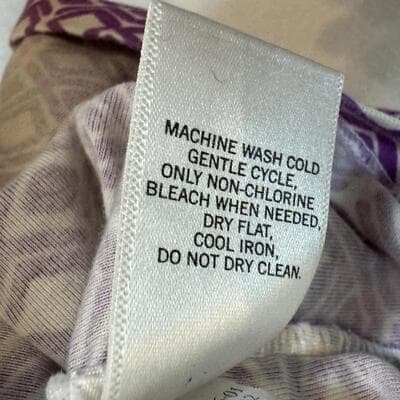 MACHINE WASH COLD
GENTLE CYCLE,
ONLY NON-CHLORINE
BLEACH WHEN NEEDED,
DRY FLAT,
COOL IRON,
DO NOT DRY CLEAN.